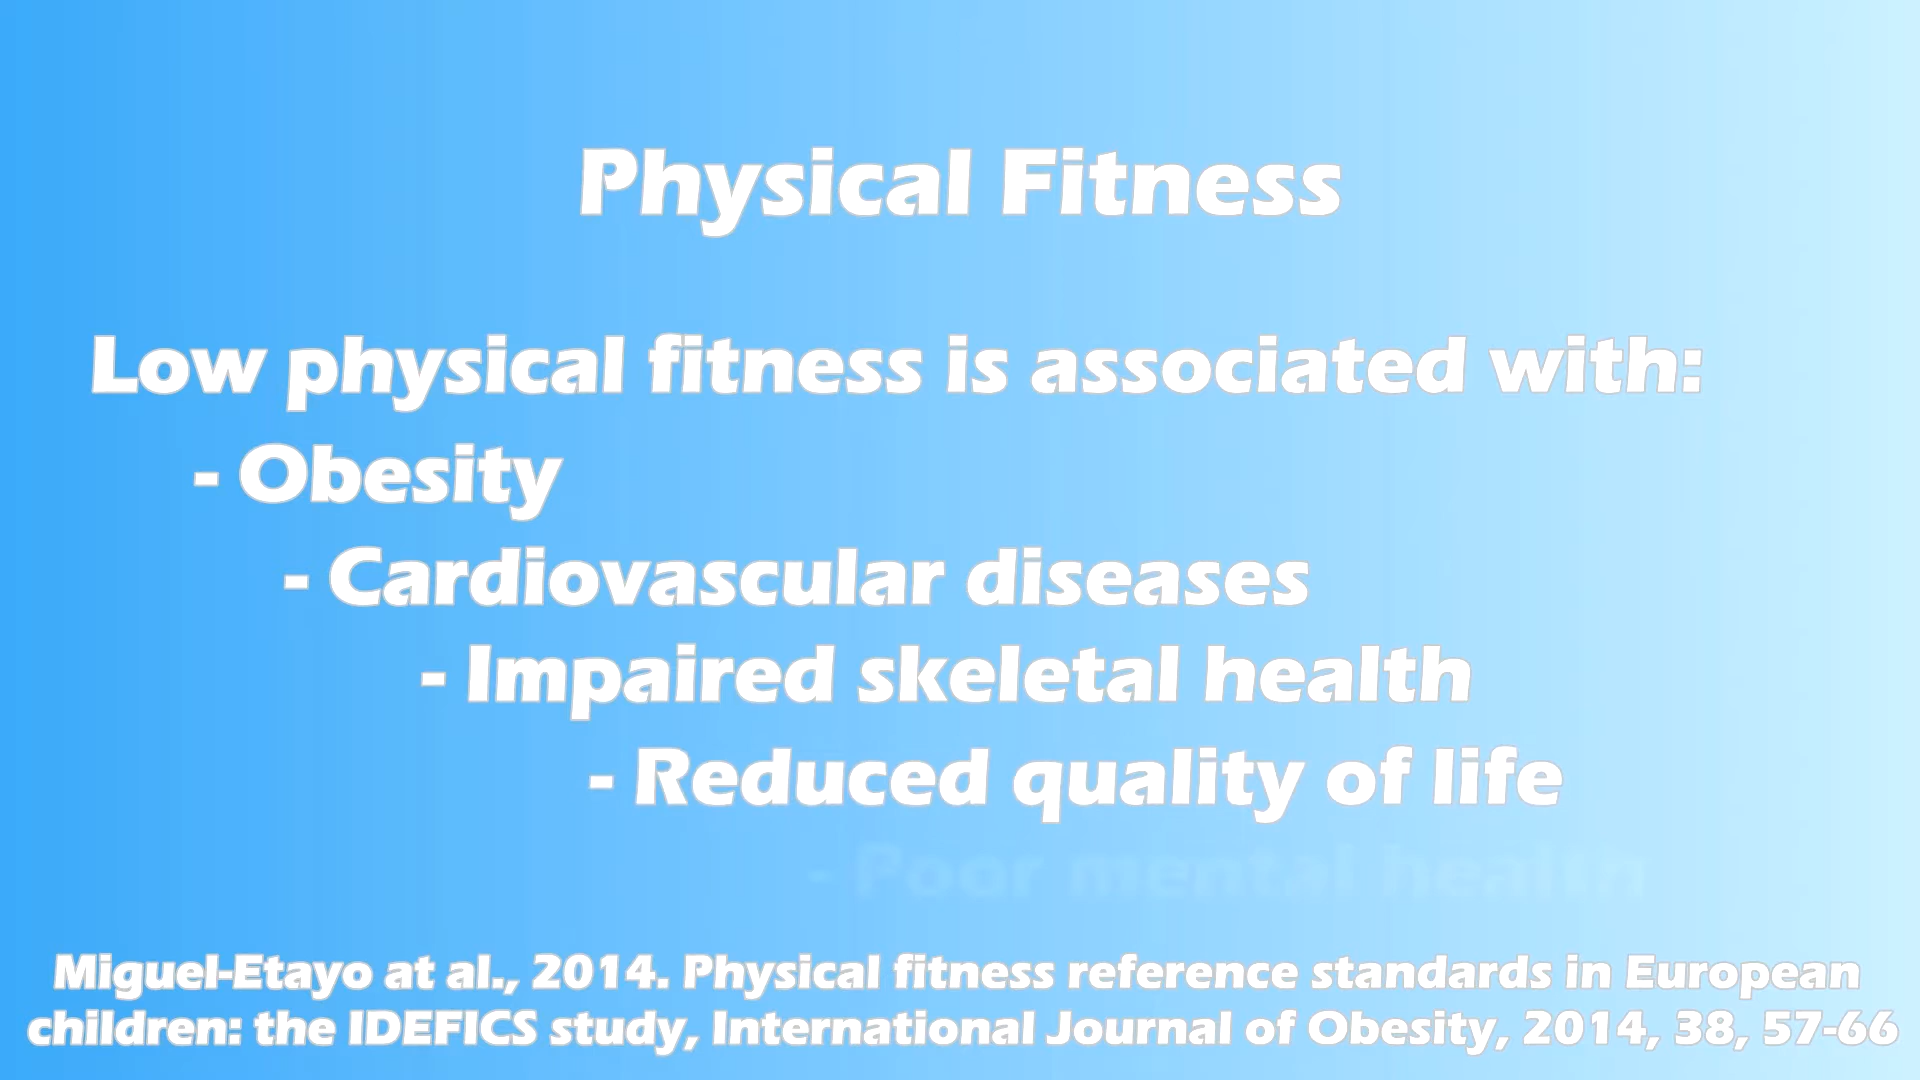 Physical Fitness
Low physical fitness is associated with:
- Obesity
- Cardiovascular diseases
- Impaired skeletal health
- Reduced quality of life
- Poor mental health
Miguel-Etayo at al., 2014. Physical fitness reference standards in European
children: the IDEFICS study, International Journal of Obesity, 2014, 38, 57-66